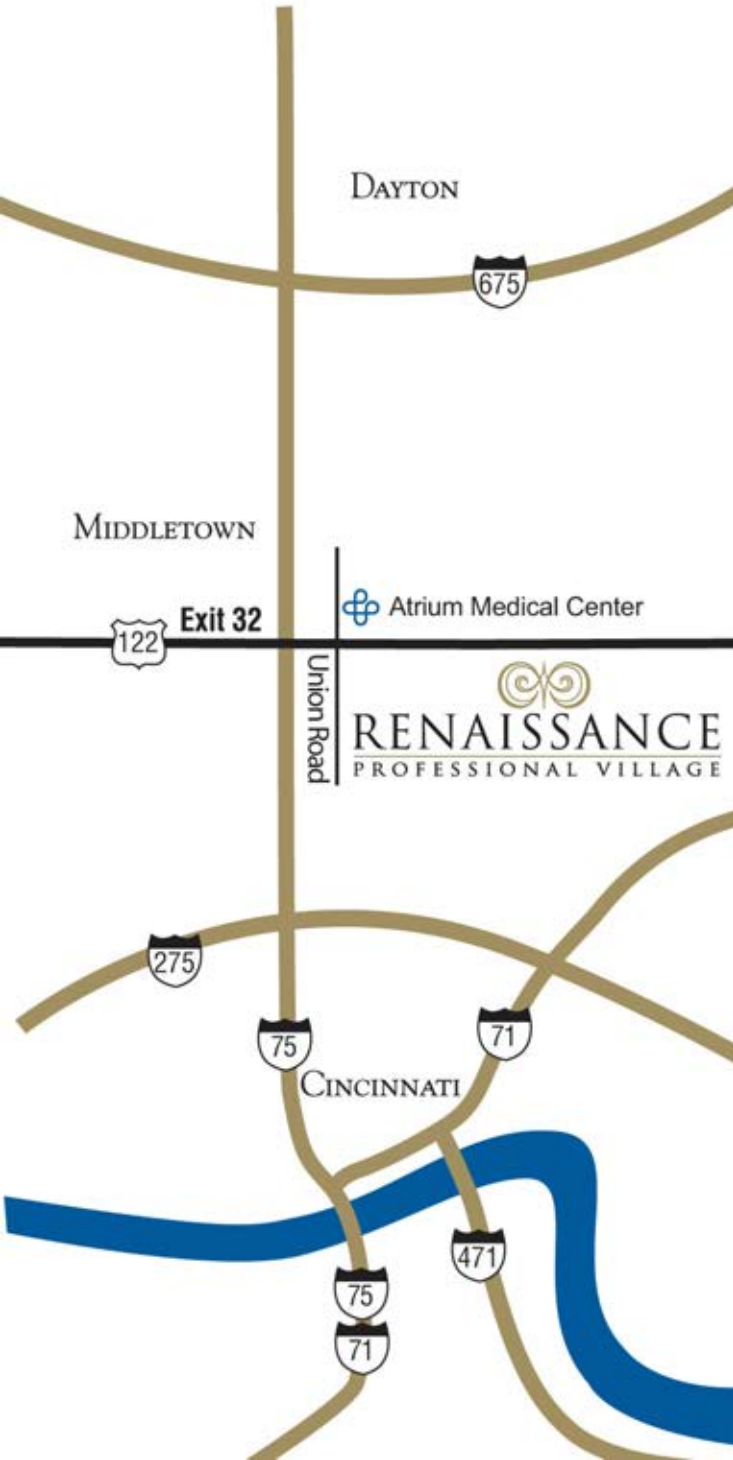 DAYTON
675
MIDDLETOWN
Exit 32
Atrium Medical Center
122
Union Road
RENAISSANCE
PROFESSIONAL VILLAGE
275
75
71
CINCINNATI
471
75
71